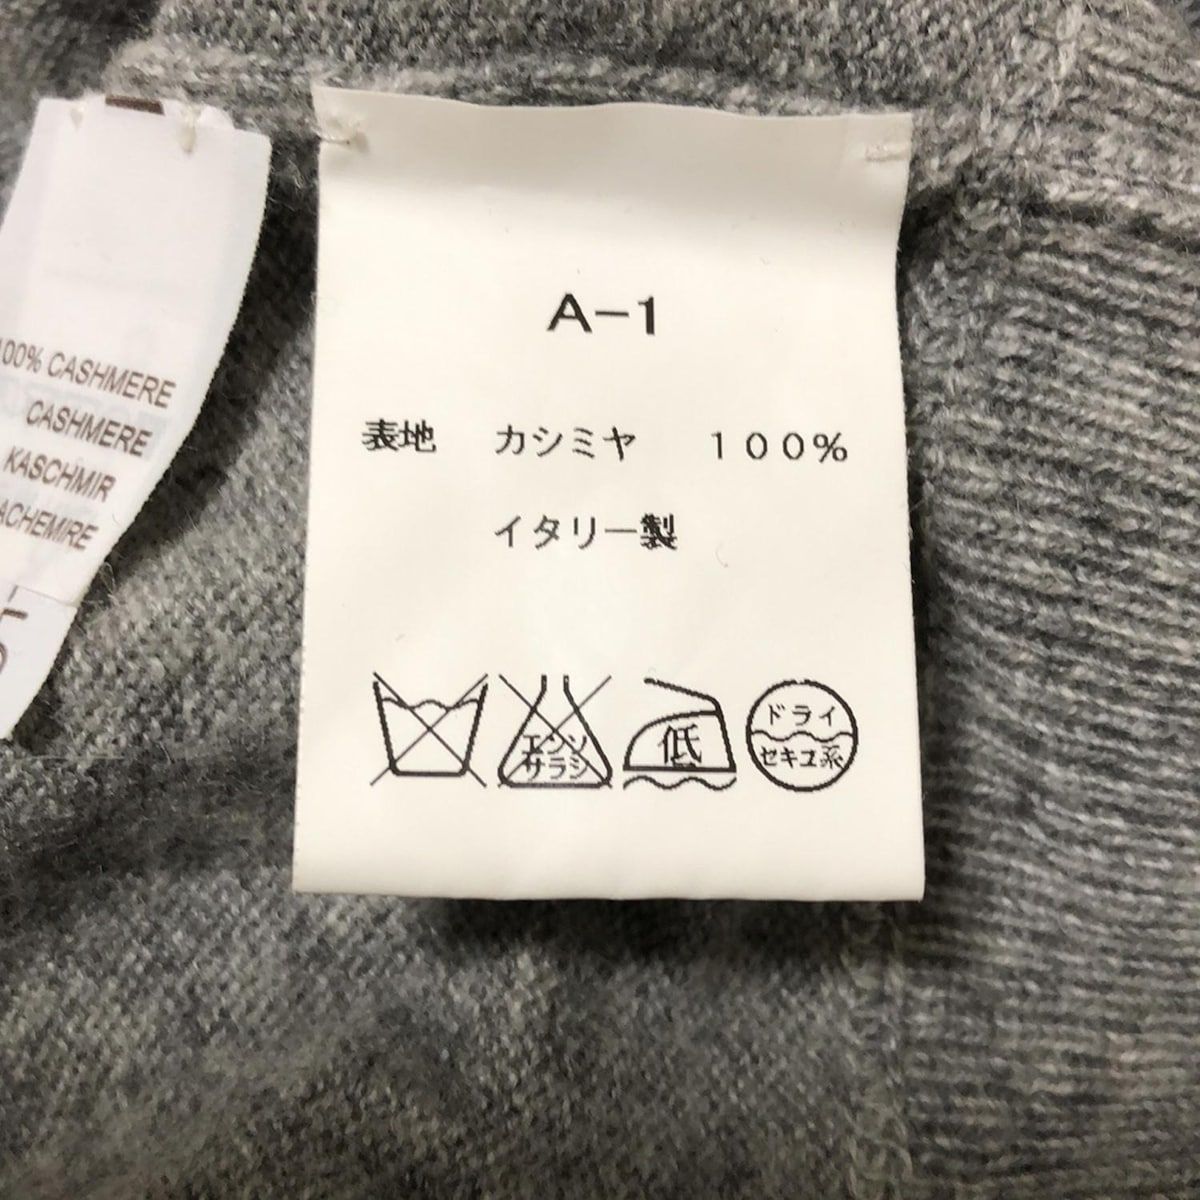 A-1
表地 カシミヤ 100%
イタリー製
エンソ
サラシ
低
ドライ
セキユ系
100% CASHMERE
CASHMERE
KASCHMIR